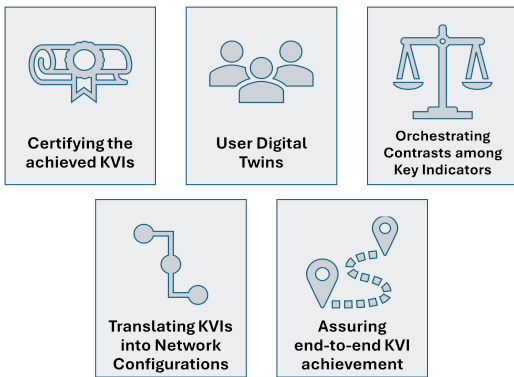 Certifying the
achieved KVIs
User Digital
Twins
Orchestrating
Contrasts among
Key Indicators
Translating KVIs
into Network
Configurations
Assuring
end-to-end KVI
achievement